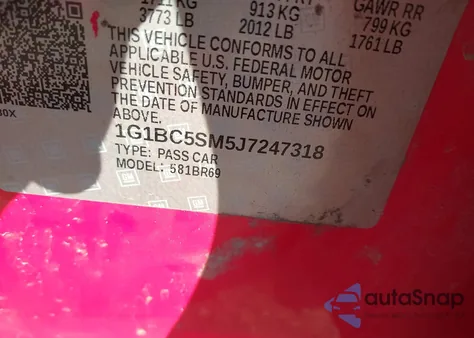 KG 913 KG GAWR RR
3773 LB 2012 LB 799 KG
1761 LB
THIS VEHICLE CONFORMS TO ALL
APPLICABLE U.S. FEDERAL MOTOR
VEHICLE SAFETY, BUMPER, AND THEFT
PREVENTION STANDARDS IN EFFECT ON
THE DATE OF MANUFACTURE SHOWN
ABOVE.
1G1BC5SM5J7247318
TYPE: PASS CAR
MODEL: 581BR69
GM
autoSnap